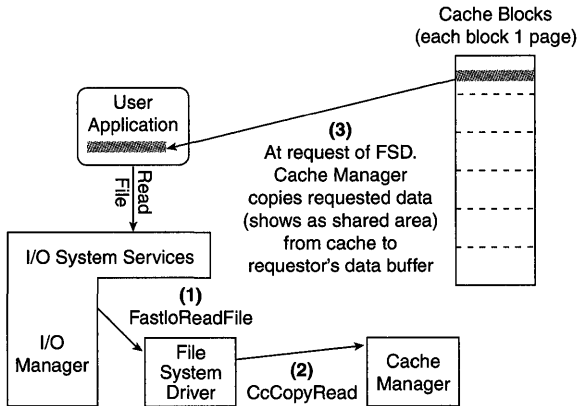 Cache Blocks
(each block 1 page)
User
Application
(3)
At request of FSD.
Cache Manager
copies requested data
(shows as shared area)
from cache to
requestor's data buffer
Read
File
I/O System Services
(1)
FastIoReadFile
I/O
Manager
File
System
Driver
(2)
CcCopyRead
Cache
Manager